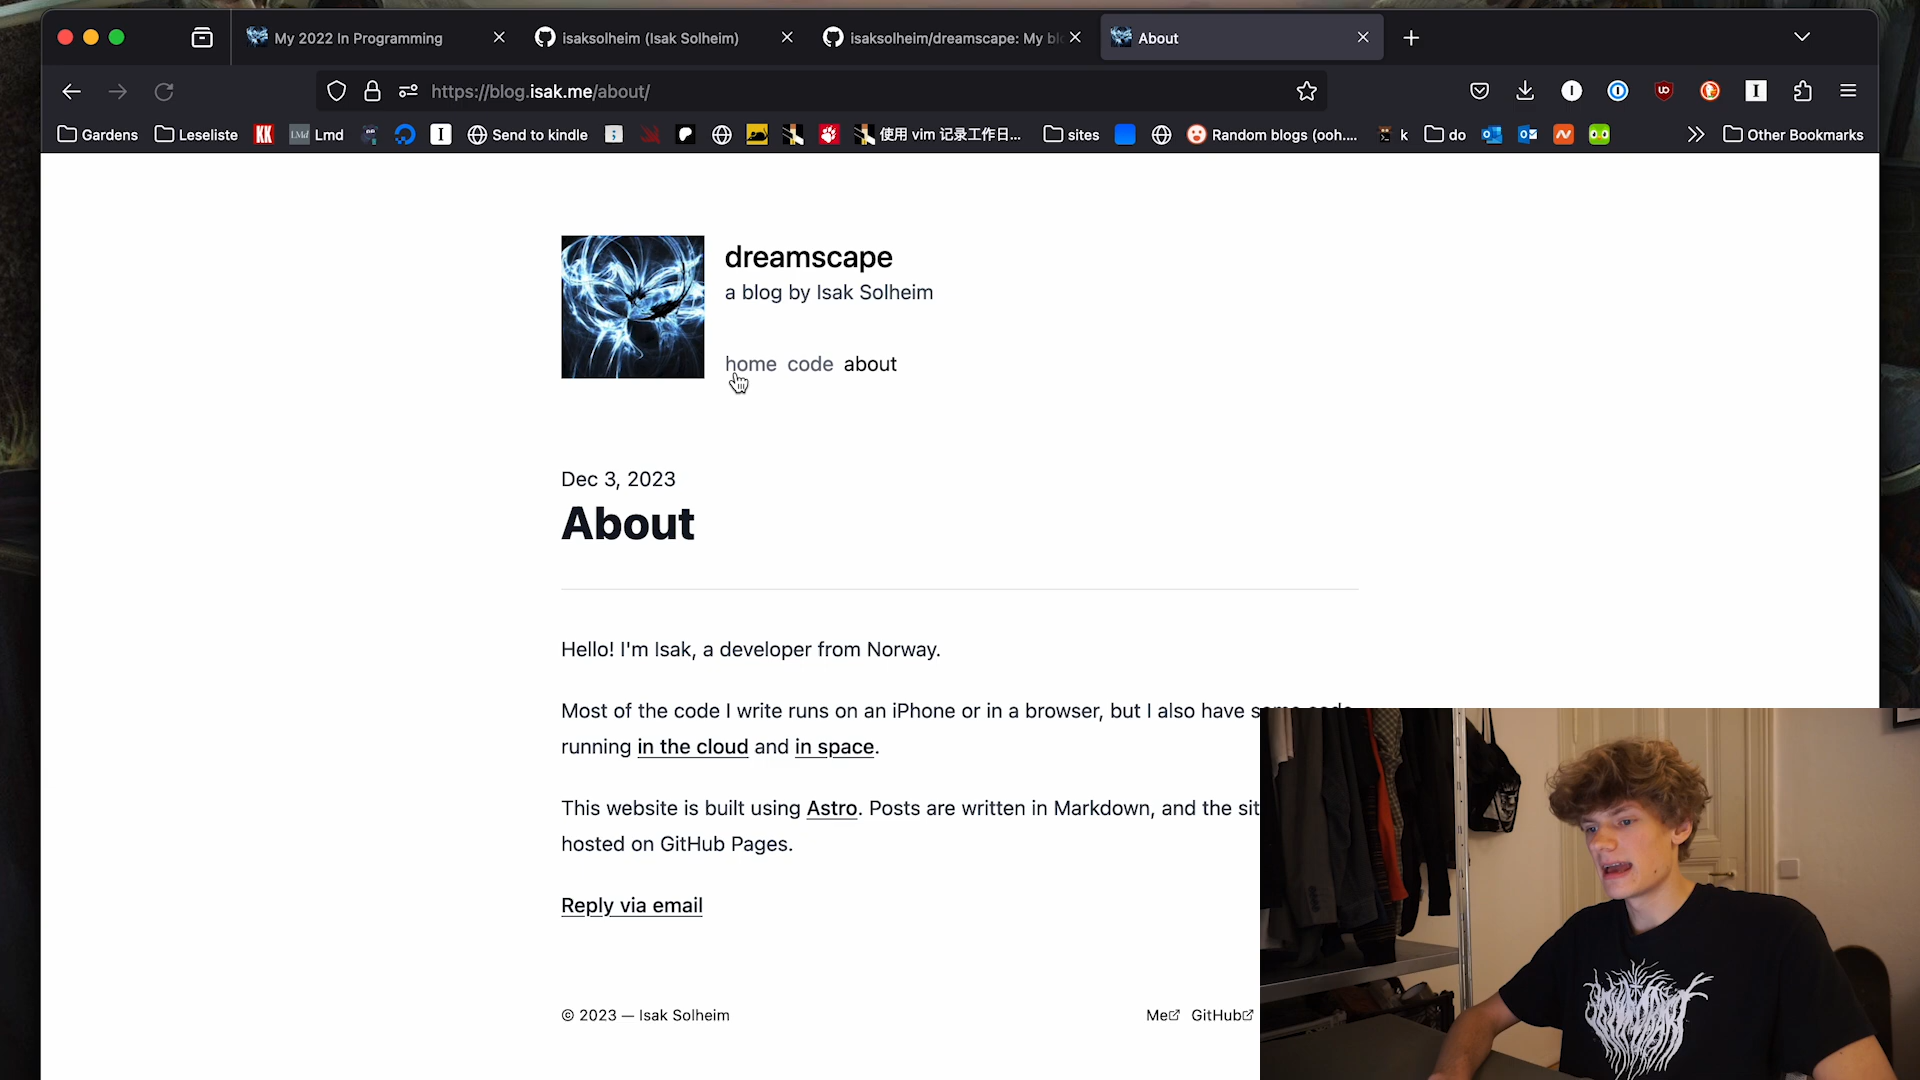 My 2022 In Programming
isaksolheim (Isak Solheim)
isaksolheim/dreamscape: My bl
About
https://blog.isak.me/about/
Gardens
Leseliste
KK
LMd
Lmd
I
Send to kindle
使用 vim 记录工作日...
sites
Random blogs (ooh....
k
do
Other Bookmarks
dreamscape
a blog by Isak Solheim
home code about
Dec 3, 2023
About
Hello! I'm Isak, a developer from Norway.
Most of the code I write runs on an iPhone or in a browser, but I also have some code
running in the cloud and in space.
This website is built using Astro. Posts are written in Markdown, and the sit
hosted on GitHub Pages.
Reply via email
© 2023 — Isak Solheim
Me GitHub